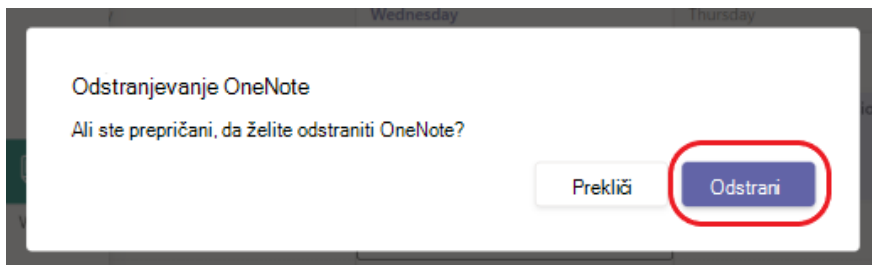 Wednesday
Thursday
Odstranjevanje OneNote
Ali ste prepričani, da želite odstraniti OneNote?
Prekliči
Odstrani